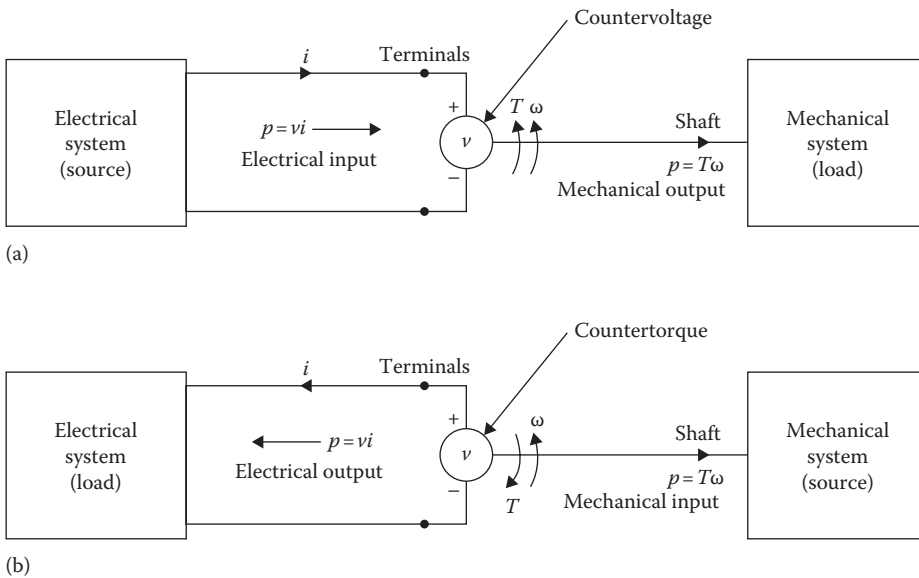 Countervoltage
Terminals
i
Electrical
system
(source)
p = vi
Electrical input
+
v
−
T ω
Shaft
p = Tω
Mechanical output
Mechanical
system
(load)
(a)
Countertorque
Terminals
i
Electrical
system
(load)
p = vi
Electrical output
+
v
−
ω
T
Shaft
p = Tω
Mechanical input
Mechanical
system
(source)
(b)